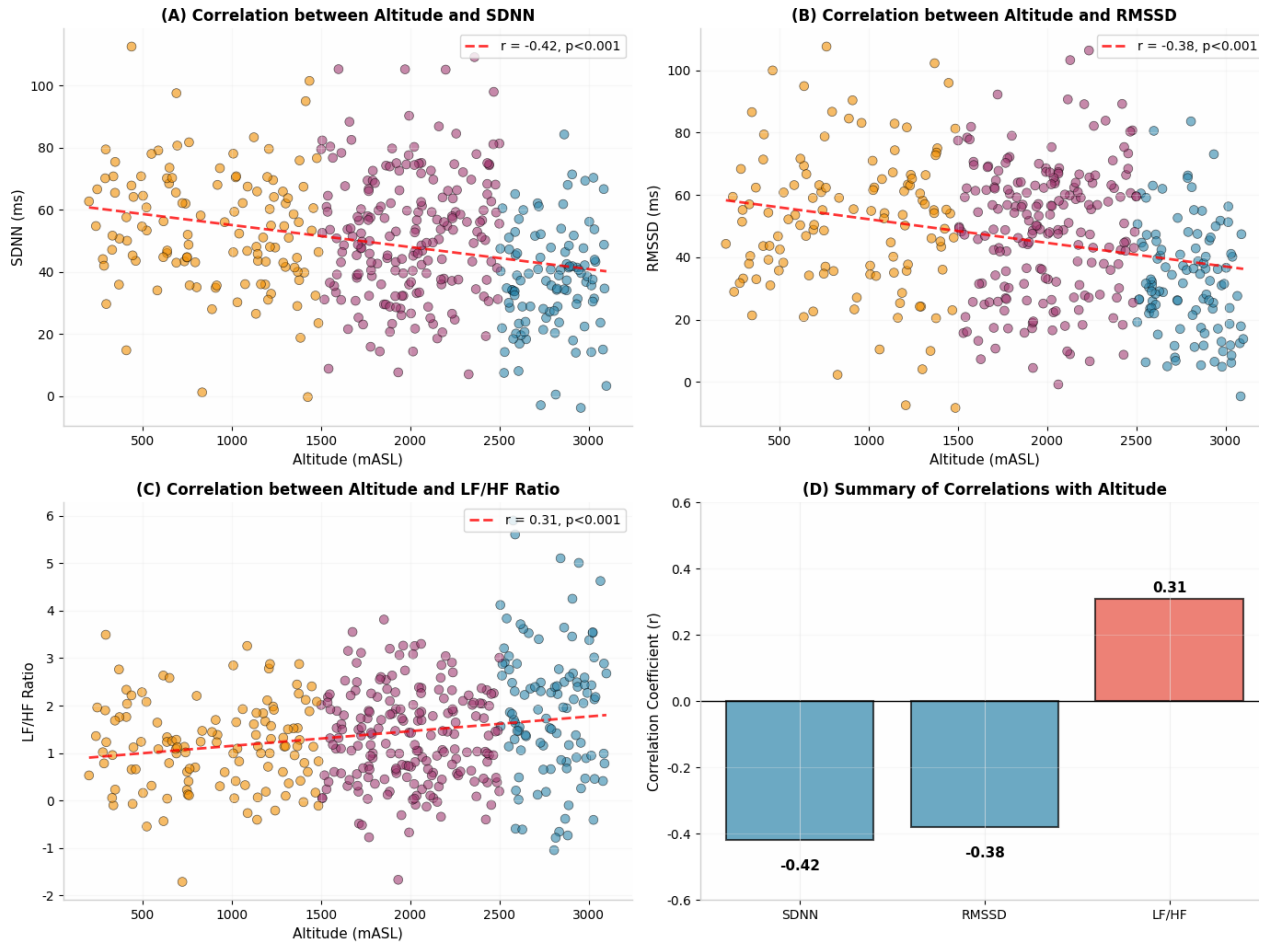 (A) Correlation between Altitude and SDNN
r = -0.42, p<0.001
100
80
60
40
20
0
SDNN (ms)
500 1000 1500 2000 2500 3000
Altitude (mASL)
(B) Correlation between Altitude and RMSSD
r = -0.38, p<0.001
100
80
60
40
20
0
RMSSD (ms)
500 1000 1500 2000 2500 3000
Altitude (mASL)
(C) Correlation between Altitude and LF/HF Ratio
r = 0.31, p<0.001
6
5
4
3
2
1
0
-1
-2
LF/HF Ratio
500 1000 1500 2000 2500 3000
Altitude (mASL)
(D) Summary of Correlations with Altitude
0.6
0.4
0.2
0.0
-0.2
-0.4
-0.6
Correlation Coefficient (r)
0.31
-0.42
-0.38
SDNN RMSSD LF/HF